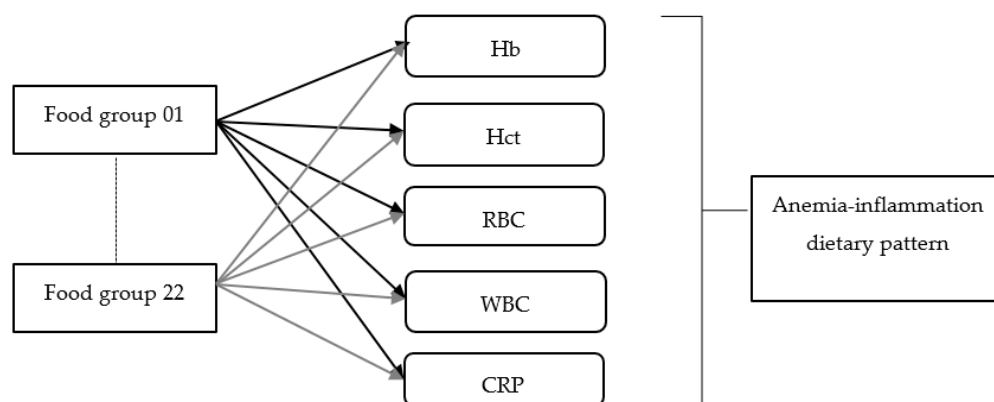 Food group 01
Food group 22
Hb
Hct
RBC
WBC
CRP
Anemia-inflammation
dietary pattern